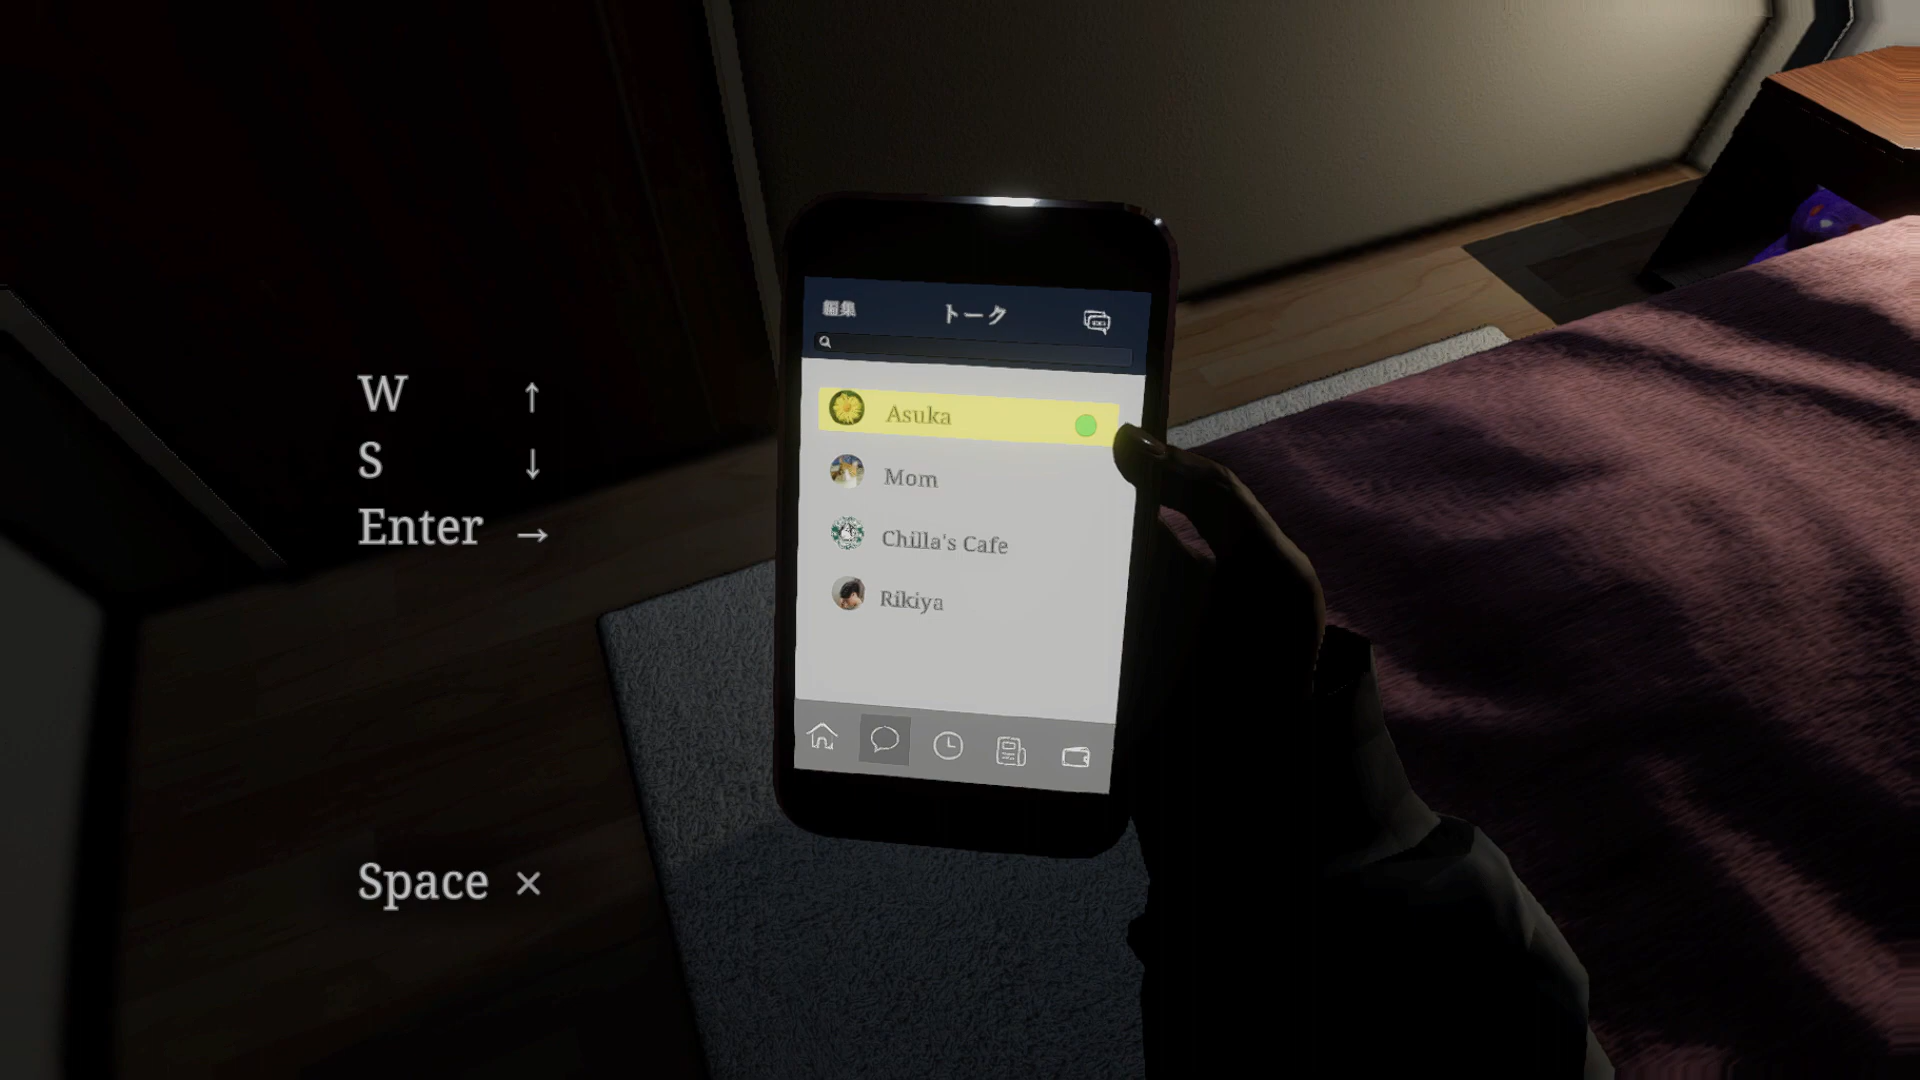 編集
トーク
Asuka
Mom
Chilla's Cafe
Rikiya
W ↑
S ↓
Enter →
Space ×